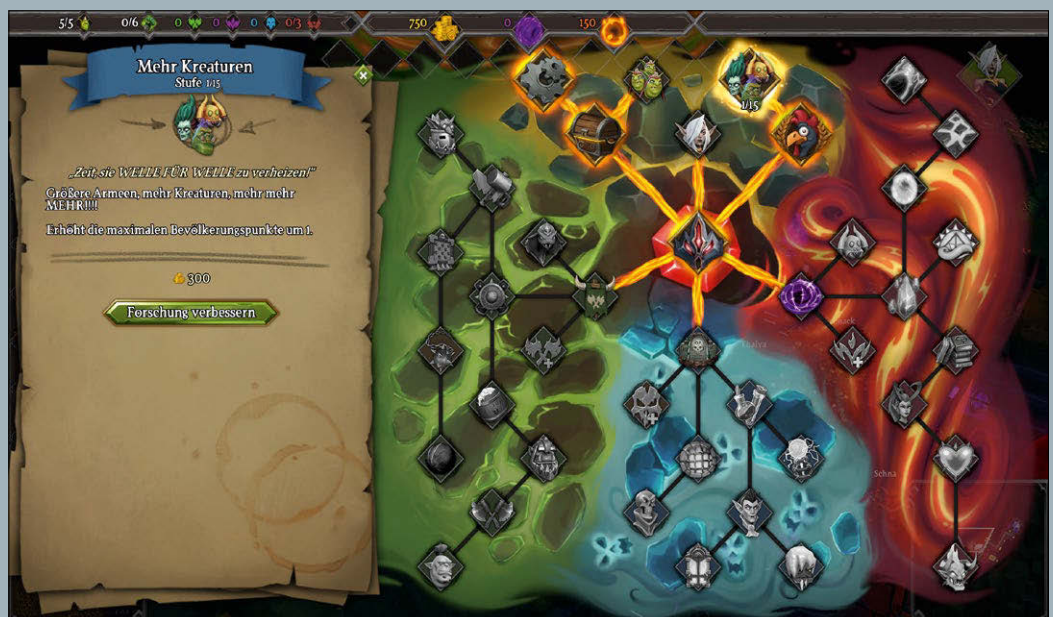 5/5 0/6 0 0 0 0/3 750 0 150
Mehr Kreaturen
Stufe 1/15
„Zeit, sie WELLE FÜR WELLE zu verheizen!“
Größere Armeen, mehr Kreaturen, mehr mehr
MEHR!!!!
Erhöht die maximalen Bevölkerungspunkte um 1.
300
Forschung verbessern
1/15
Schna